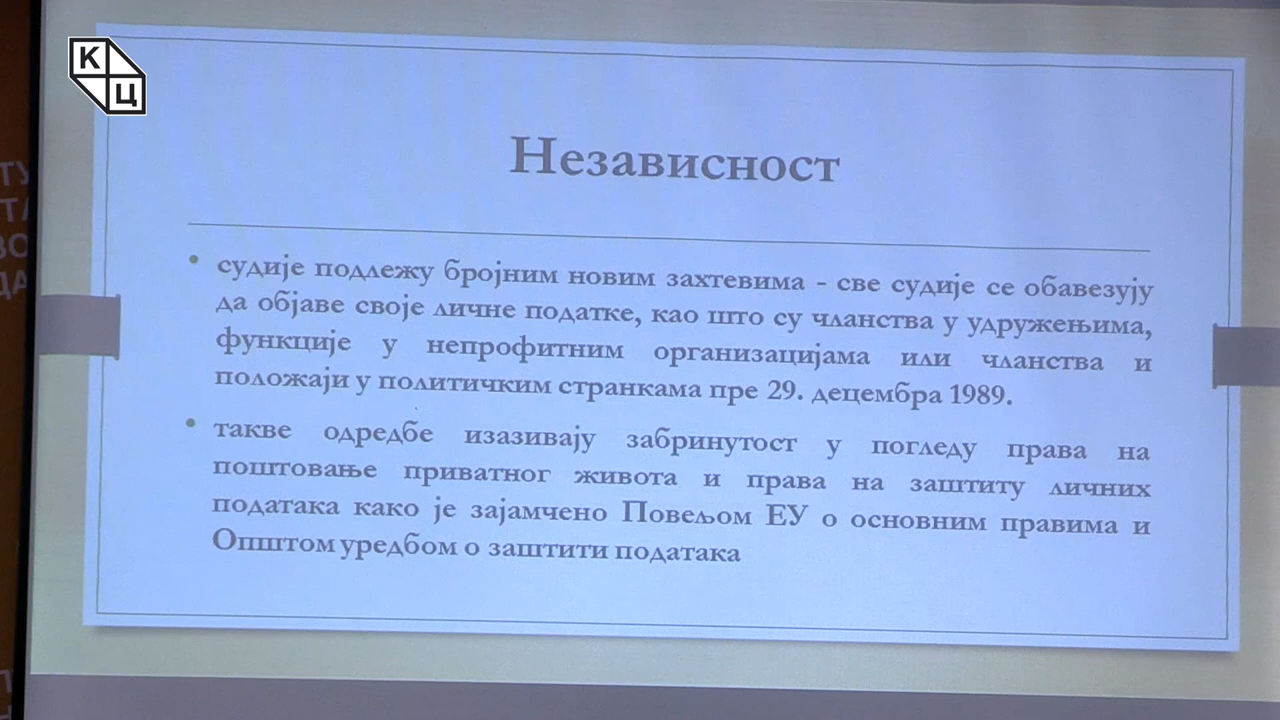 К
Ц
Независност
судије подлежу бројним новим захтевима - све судије се обавезују
да објаве своје личне податке, као што су чланства у удружењима,
функције у непрофитним организацијама или чланства и
положаји у политичким странкама пре 29. децембра 1989.
такве одредбе изазивају забринутост у погледу права на
поштовање приватног живота и права на заштиту личних
података како је зајамчено Повељом ЕУ о основним правима и
Општом уредбом о заштити података